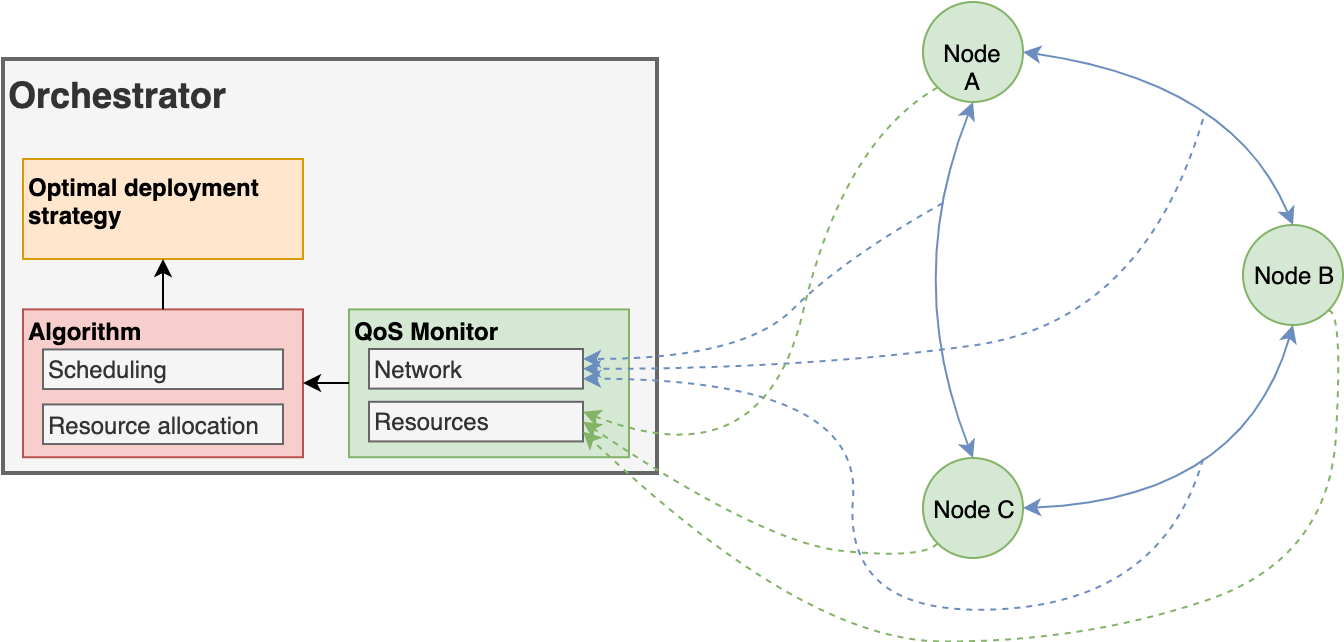 Orchestrator
Optimal deployment
strategy
Algorithm
Scheduling
Resource allocation
QoS Monitor
Network
Resources
Node
A
Node B
Node C